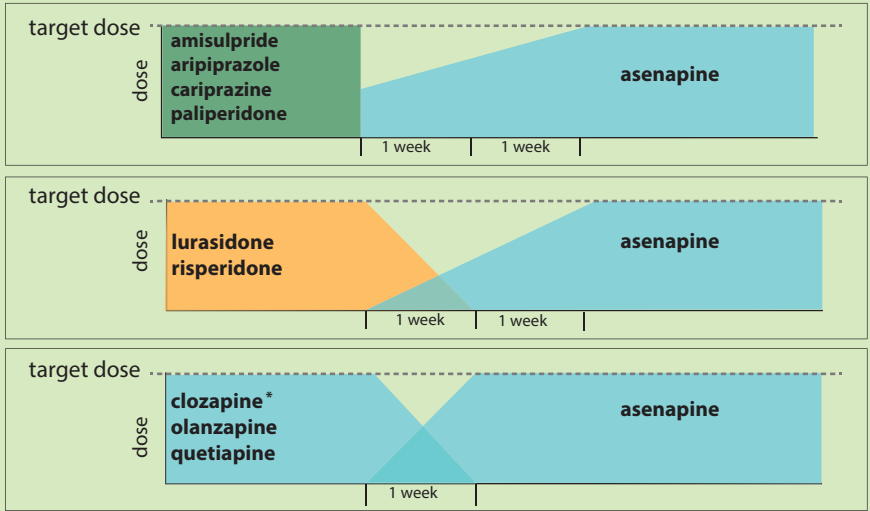 target dose
dose
amisulpride
aripiprazole
cariprazine
paliperidone
asenapine
1 week
1 week
target dose
dose
lurasidone
risperidone
asenapine
1 week
1 week
target dose
dose
clozapine*
olanzapine
quetiapine
asenapine
1 week